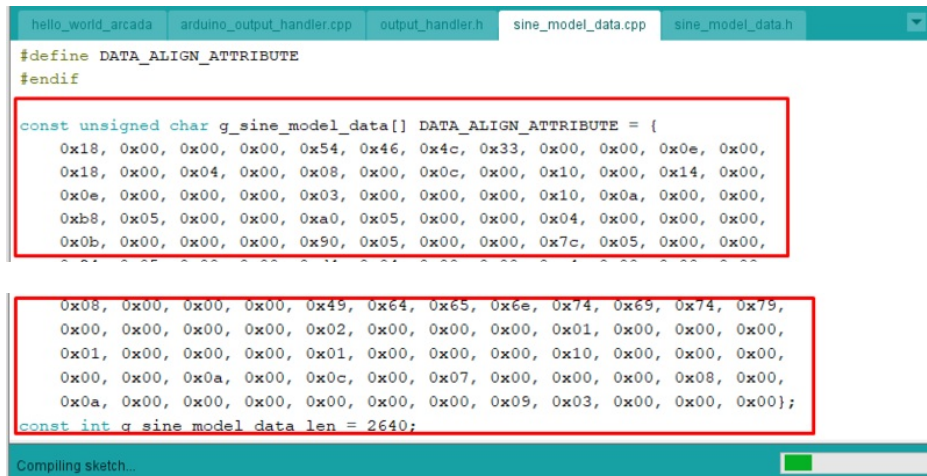 hello_world_arcada arduino_output_handler.cpp output_handler.h sine_model_data.cpp sine_model_data.h
#define DATA_ALIGN_ATTRIBUTE
#endif
const unsigned char g_sine_model_data[] DATA_ALIGN_ATTRIBUTE = {
0x18, 0x00, 0x00, 0x00, 0x54, 0x46, 0x4c, 0x33, 0x00, 0x00, 0x0e, 0x00,
0x18, 0x00, 0x04, 0x00, 0x08, 0x00, 0x0c, 0x00, 0x10, 0x00, 0x14, 0x00,
0x0e, 0x00, 0x00, 0x00, 0x03, 0x00, 0x00, 0x00, 0x10, 0x0a, 0x00, 0x00,
0xb8, 0x05, 0x00, 0x00, 0xa0, 0x05, 0x00, 0x00, 0x04, 0x00, 0x00, 0x00,
0x0b, 0x00, 0x00, 0x00, 0x90, 0x05, 0x00, 0x00, 0x7c, 0x05, 0x00, 0x00,
0x08, 0x00, 0x00, 0x00, 0x49, 0x64, 0x65, 0x6e, 0x74, 0x69, 0x74, 0x79,
0x00, 0x00, 0x00, 0x00, 0x02, 0x00, 0x00, 0x00, 0x01, 0x00, 0x00, 0x00,
0x01, 0x00, 0x00, 0x00, 0x01, 0x00, 0x00, 0x00, 0x10, 0x00, 0x00, 0x00,
0x00, 0x00, 0x0a, 0x00, 0x0c, 0x00, 0x07, 0x00, 0x00, 0x00, 0x08, 0x00,
0x0a, 0x00, 0x00, 0x00, 0x00, 0x00, 0x00, 0x09, 0x03, 0x00, 0x00, 0x00};
const int g_sine_model_data_len = 2640;
Compiling sketch...